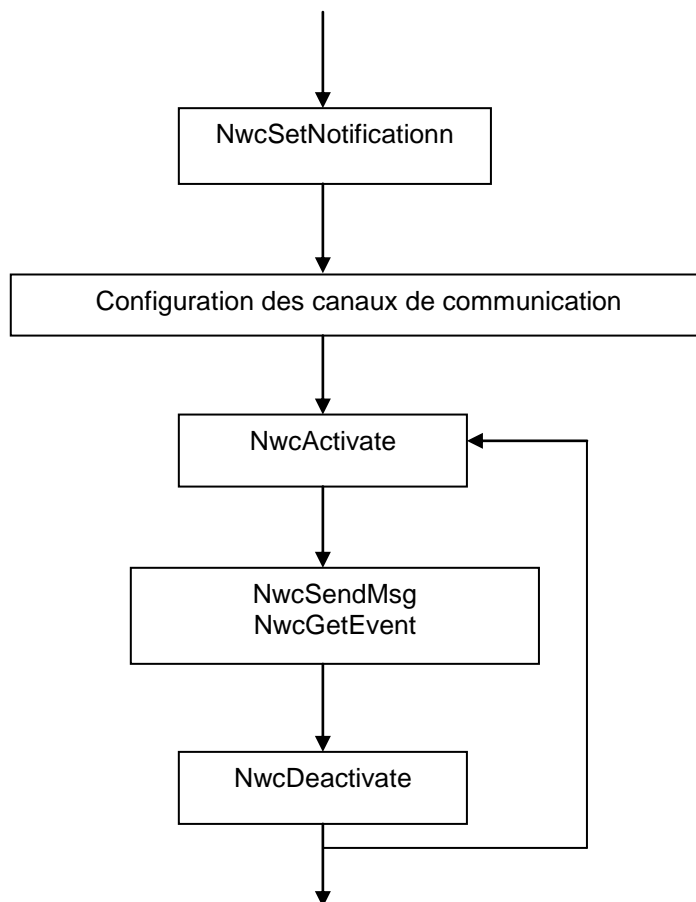 NwcSetNotificationn
Configuration des canaux de communication
NwcActivate
NwcSendMsg
NwcGetEvent
NwcDeactivate